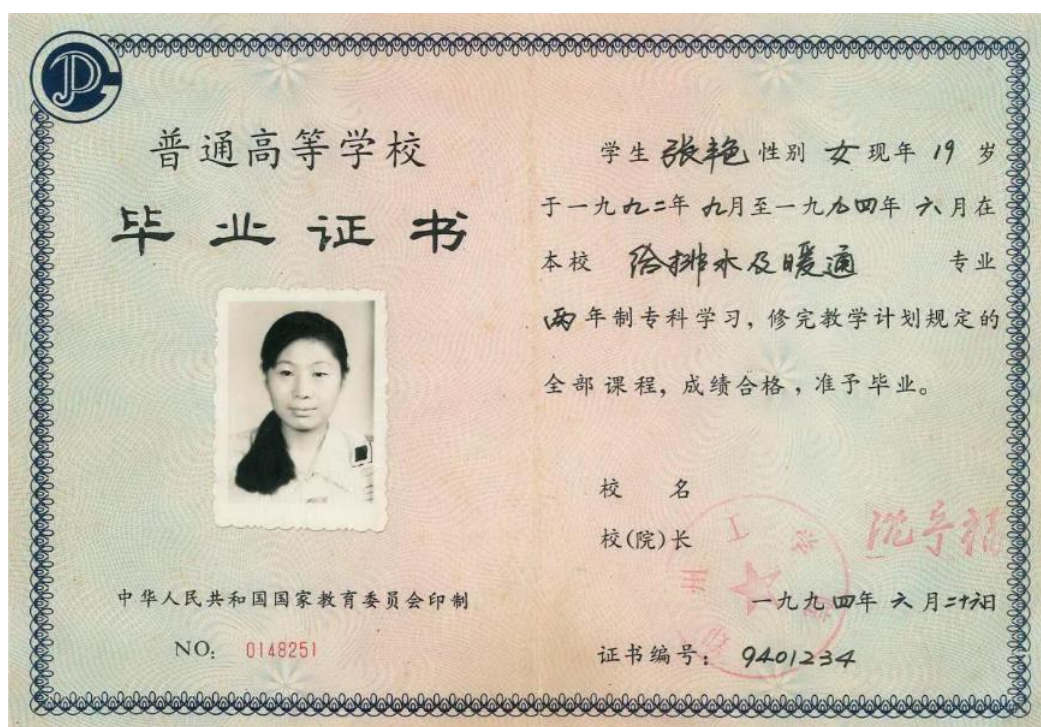 普通高等学校
毕业证书
中华人民共和国国家教育委员会印制
NO: 0148251
学生 张艳 性别 女 现年 19 岁
于一九九二年 九月至一九九四年 六月在
本校 给排水及暖通 专业
两年制专科学习，修完教学计划规定的
全部课程，成绩合格，准予毕业。
校 名
校(院)长
一九九四年 六月二十六日
证书编号： 9401234